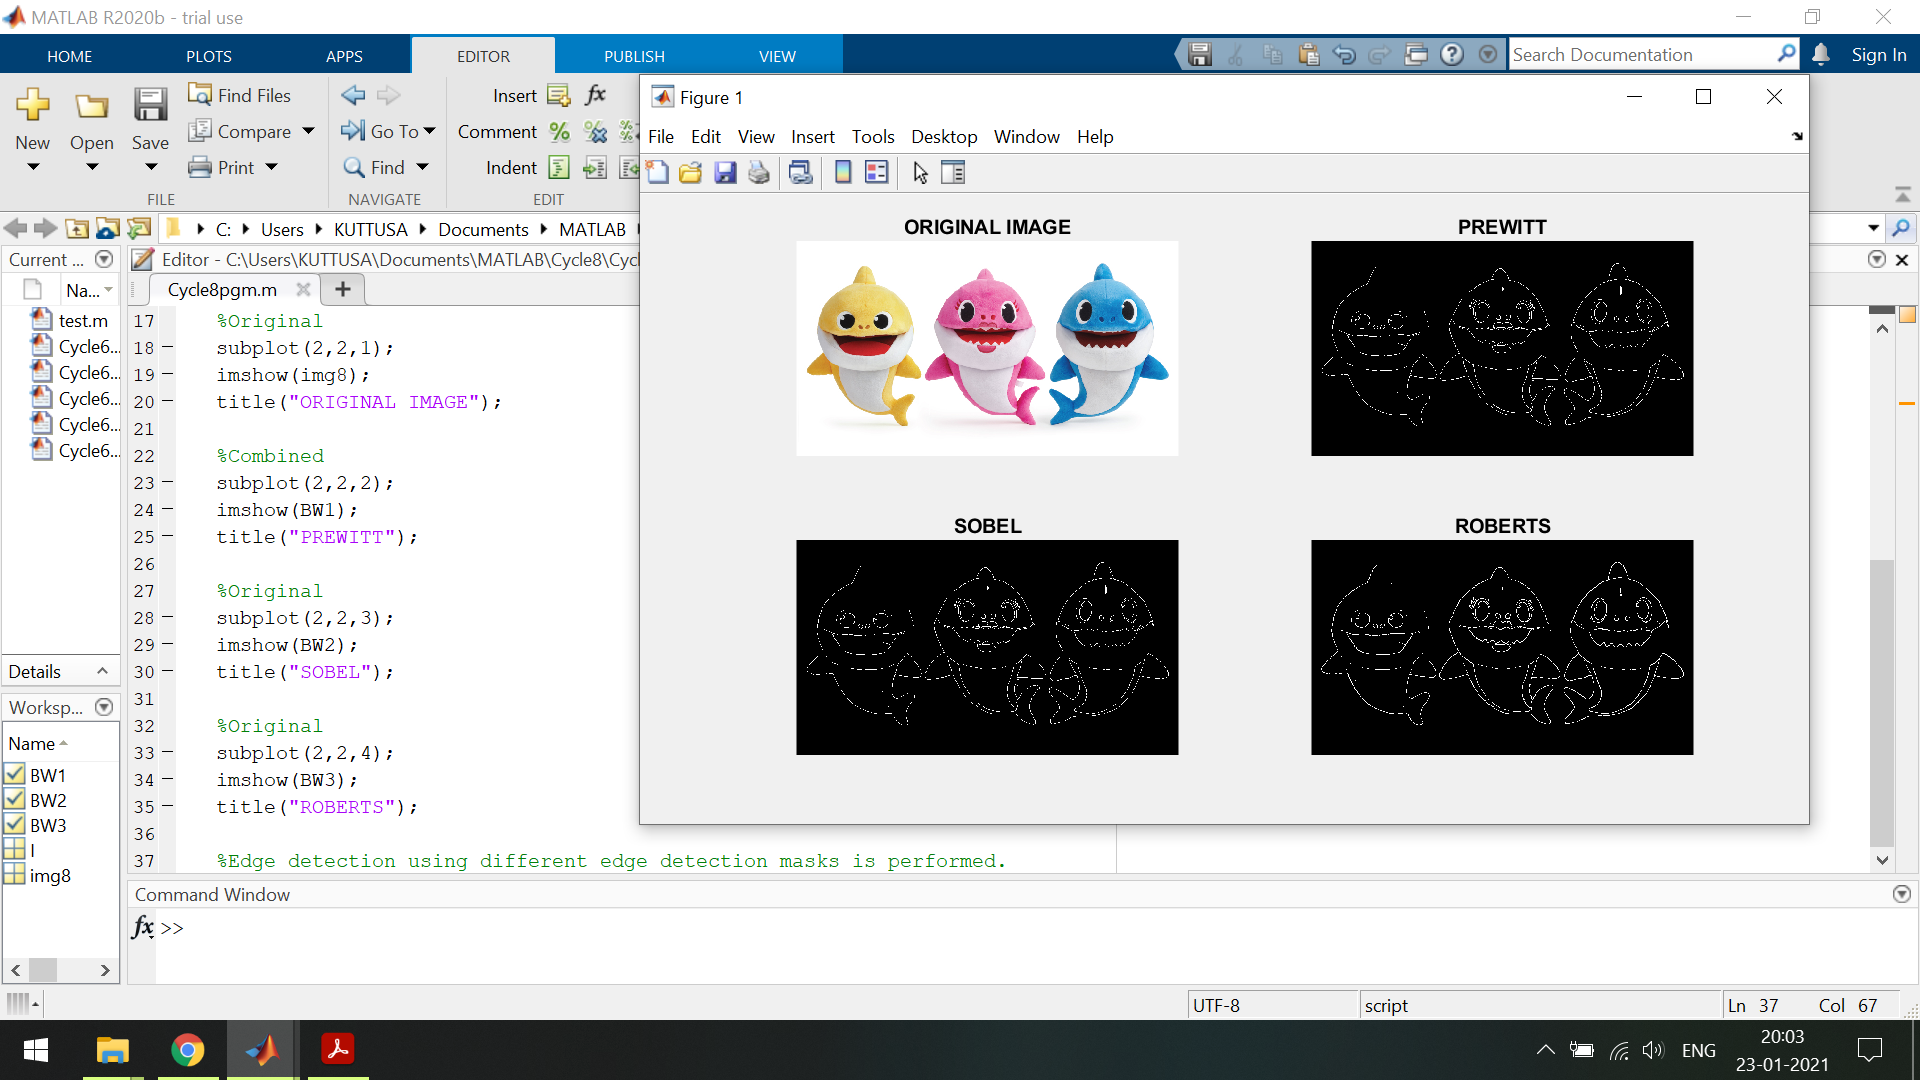 MATLAB R2020b - trial use
HOME PLOTS APPS EDITOR PUBLISH VIEW
Search Documentation
Sign In
New
Open
Save
Find Files
Compare
Print
FILE
Go To
Find
NAVIGATE
Insert
Comment
Indent
EDIT
C: Users KUTTUSA Documents MATLAB
Current ...
Na...
test.m
Cycle6...
Cycle6...
Cycle6...
Cycle6...
Cycle6...
Details
Worksp...
Name
BW1
BW2
BW3
I
img8
Editor - C:\Users\KUTTUSA\Documents\MATLAB\Cycle8\Cycl
Cycle8pgm.m
17 %Original
18 subplot(2,2,1);
19 imshow(img8);
20 title("ORIGINAL IMAGE");
21
22 %Combined
23 subplot(2,2,2);
24 imshow(BW1);
25 title("PREWITT");
26
27 %Original
28 subplot(2,2,3);
29 imshow(BW2);
30 title("SOBEL");
31
32 %Original
33 subplot(2,2,4);
34 imshow(BW3);
35 title("ROBERTS");
36
37 %Edge detection using different edge detection masks is performed.
Figure 1
File Edit View Insert Tools Desktop Window Help
ORIGINAL IMAGE
PREWITT
SOBEL
ROBERTS
Command Window
fx >>
UTF-8
script
Ln 37 Col 67
ENG
20:03
23-01-2021